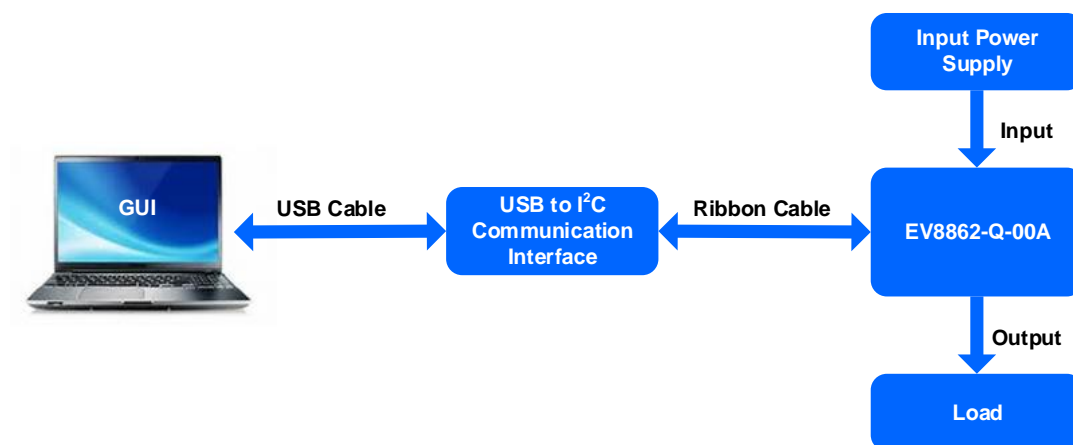 Input Power
Supply
Input
GUI
USB Cable
USB to I²C
Communication
Interface
Ribbon Cable
EV8862-Q-00A
Output
Load